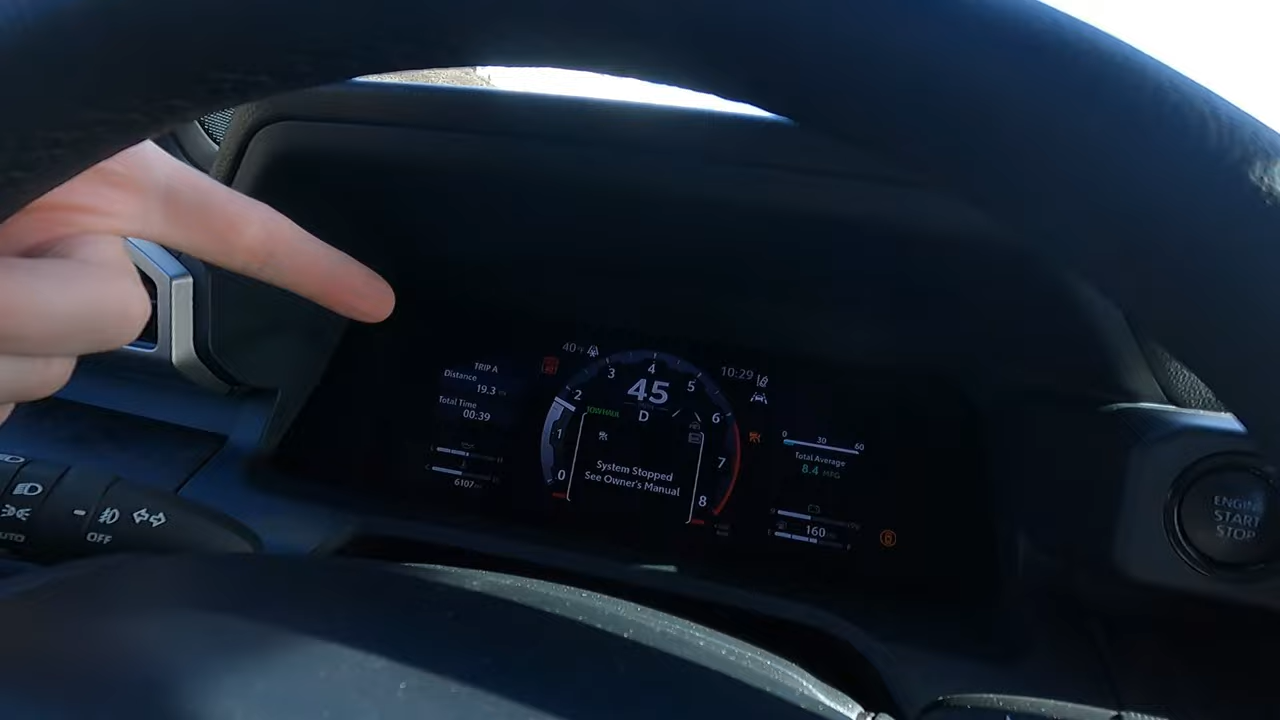 40°F
10:29
TRIP A
Distance
19.3
Total Time
00:39
6107
0
1
2
3
4
5
6
7
8
45
D
TOW/HAUL
System Stopped
See Owner's Manual
0 30 60
Total Average
8.4 MPG
160
AUTO
OFF
ENGINE
START
STOP